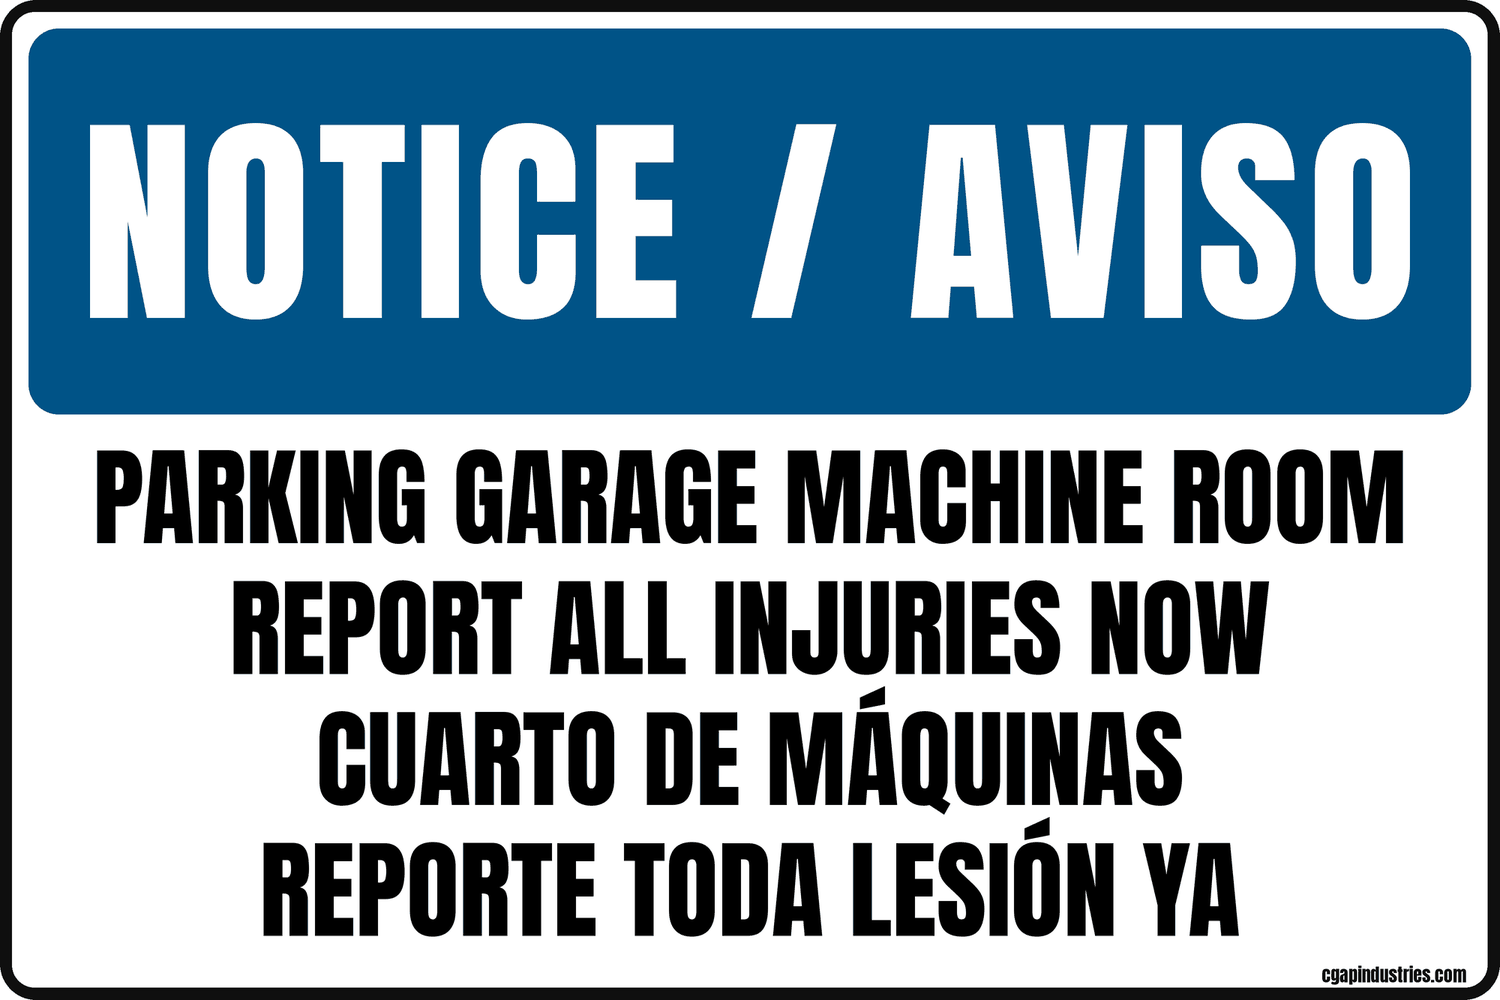 NOTICE / AVISO
PARKING GARAGE MACHINE ROOM
REPORT ALL INJURIES NOW
CUARTO DE MÁQUINAS
REPORTE TODA LESIÓN YA
cgapindustries.com